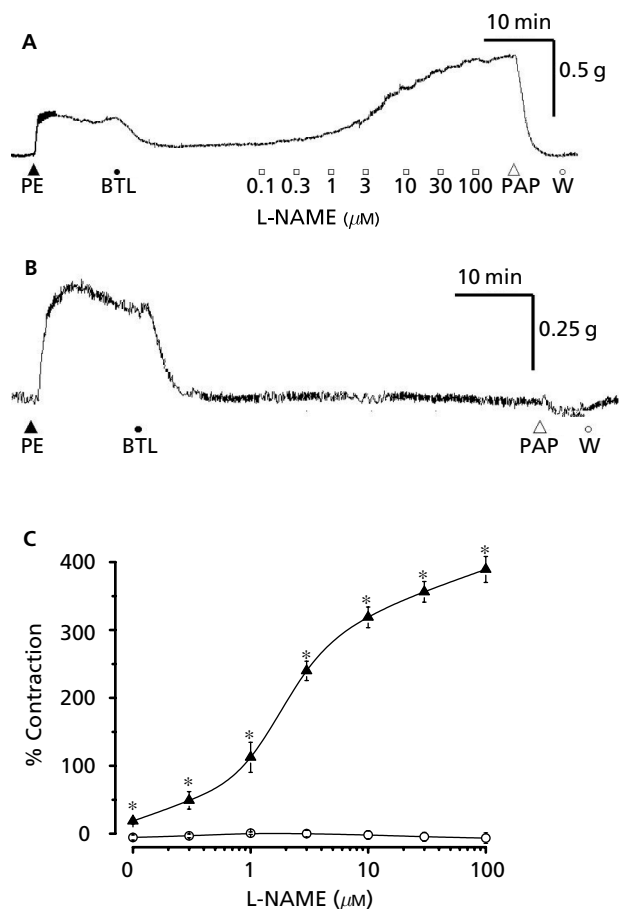 A
10 min
0.5 g
PE
BTL
0.1 0.3 1 3 10 30 100
PAP
W
L-NAME (μM)
B
10 min
0.25 g
PE
BTL
PAP
W
C
400
300
200
100
0
% Contraction
0 1 10 100
L-NAME (μM)
* * * * * * *